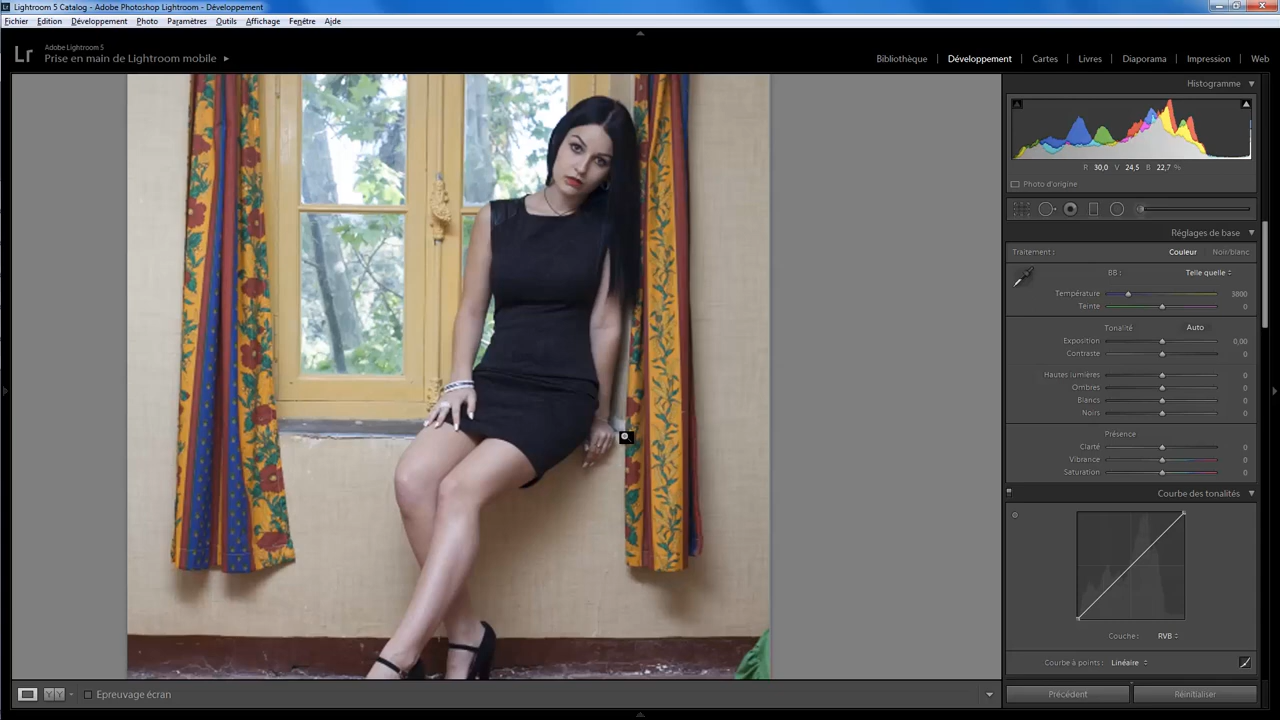 Lightroom 5 Catalog - Adobe Photoshop Lightroom - Développement
Fichier Edition Développement Photo Paramètres Outils Affichage Fenêtre Aide
Lr
Adobe Lightroom 5
Prise en main de Lightroom mobile
Bibliothèque Développement Cartes Livres Diaporama Impression Web
Histogramme
R 30,0 V 24,5 B 22,7 %
Photo d'origine
Réglages de base
Traitement : Couleur Noir/blanc
BB : Telle quelle
Température 3800
Teinte 0
Tonalité Auto
Exposition 0,00
Contraste 0
Hautes lumières 0
Ombres 0
Blancs 0
Noirs 0
Présence
Clarté 0
Vibrance 0
Saturation 0
Courbe des tonalités
Couche : RVB
Courbe à points : Linéaire
YY
Epreuvage écran
Précédent Réinitialiser